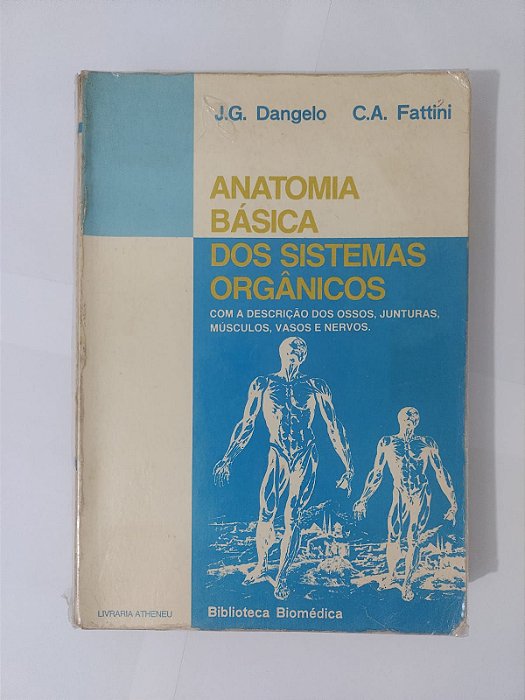 J.G. Dangelo C.A. Fattini
ANATOMIA
BÁSICA
DOS SISTEMAS
ORGÂNICOS
COM A DESCRIÇÃO DOS OSSOS, JUNTURAS,
MÚSCULOS, VASOS E NERVOS.
LIVRARIA ATHENEU
Biblioteca Biomédica